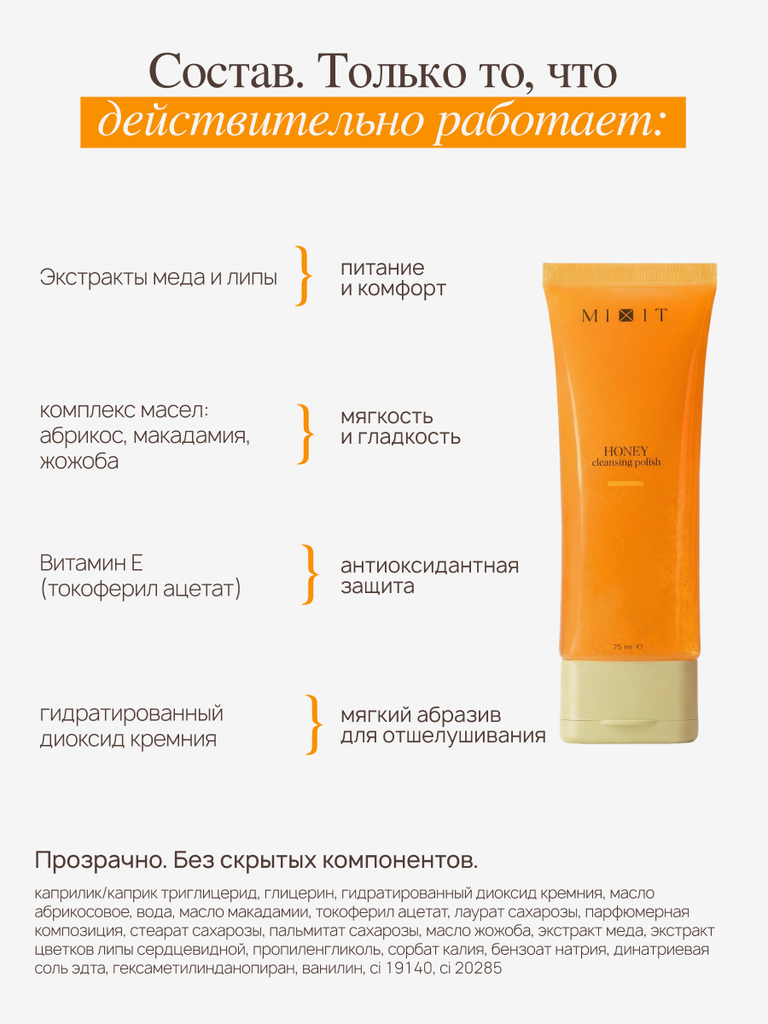 Состав. Только то, что
действительно работает:
Экстракты меда и липы
}
питание
и комфорт
комплекс масел:
абрикос, макадамия,
жожоба
}
мягкость
и гладкость
Витамин Е
(токоферил ацетат)
}
антиоксидантная
защита
гидратированный
диоксид кремния
}
мягкий абразив
для отшелушивания
MIXIT
HONEY
cleansing polish
75 ml ℮
Прозрачно. Без скрытых компонентов.
каприлик/каприк триглицерид, глицерин, гидратированный диоксид кремния, масло
абрикосовое, вода, масло макадамии, токоферил ацетат, лаурат сахарозы, парфюмерная
композиция, стеарат сахарозы, пальмитат сахарозы, масло жожоба, экстракт меда, экстракт
цветков липы сердцевидной, пропиленгликоль, сорбат калия, бензоат натрия, динатриевая
соль эдта, гексаметилинданопиран, ванилин, ci 19140, ci 20285